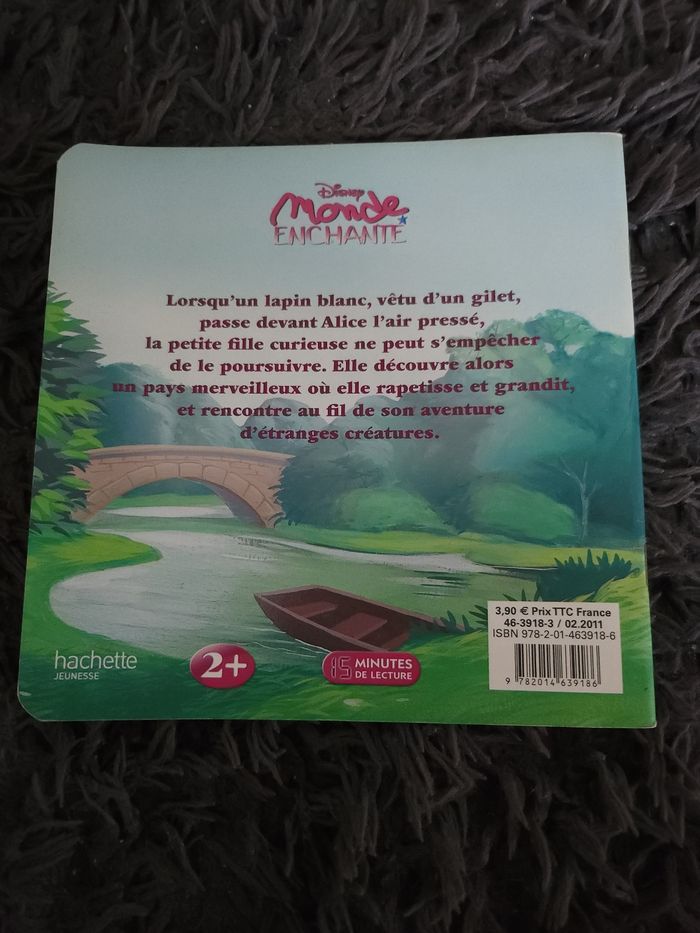 Disney
Monde
ENCHANTÉ
Lorsqu'un lapin blanc, vêtu d'un gilet,
passe devant Alice l'air pressé,
la petite fille curieuse ne peut s'empêcher
de le poursuivre. Elle découvre alors
un pays merveilleux où elle rapetisse et grandit,
et rencontre au fil de son aventure
d'étranges créatures.
hachette
JEUNESSE
2+
15 MINUTES
DE LECTURE
3,90 € Prix TTC France
46-3918-3 / 02.2011
ISBN 978-2-01-463918-6
9 782014 639186